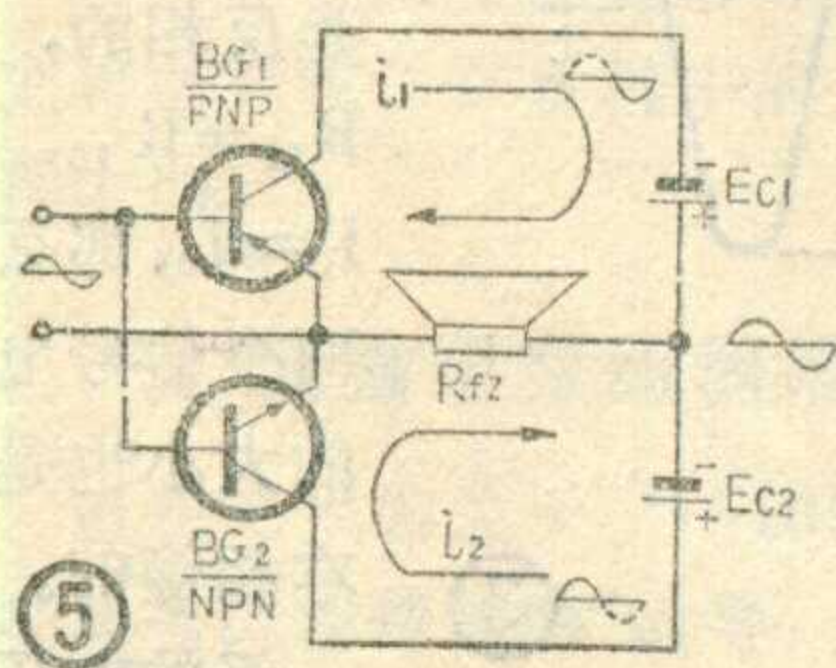 BG1
PNP
i1
-
EC1
+
Rfz
-
EC2
+
BG2
NPN
i2
5